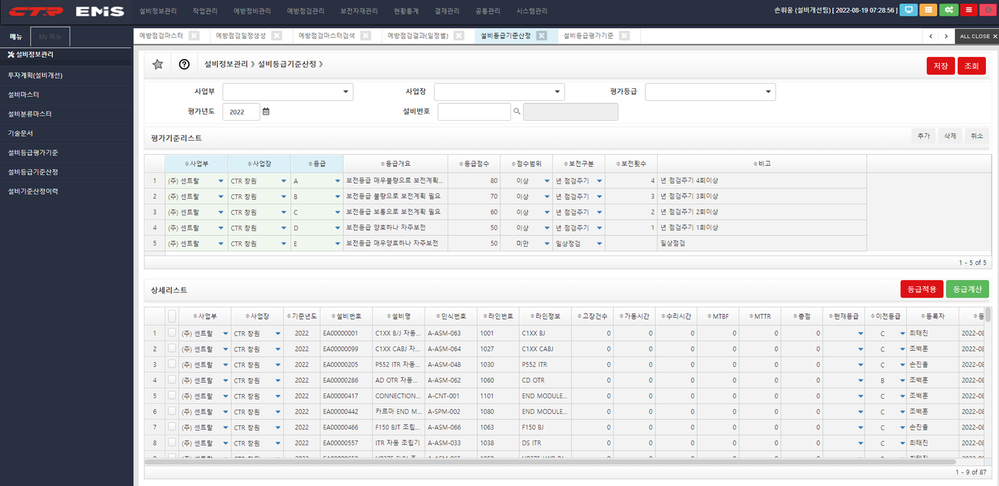 CTR EMiS 설비정보관리 작업관리 예방정비관리 예방점검관리 보전자재관리 현황통계 결재관리 공통관리 시스템관리 손휘웅 (설비개선팀) [ 2022-08-19 07:28:56 ]
메뉴 My 메뉴
예방점검마스터 예방점검일정생성 예방점검마스터검색 예방점검결과(일정별) 설비등급기준산정 설비등급평가기준 ALL CLOSE
설비정보관리
투자계획(설비개선)
설비마스터
설비분류마스터
기술문서
설비등급평가기준
설비등급기준산정
설비기준산정이력
설비정보관리 》 설비등급기준산정 》 저장 조회
사업부 사업장 평가등급
평가년도 2022 설비번호
평가기준리스트 추가 삭제 취소
사업부 사업장 등급 등급개요 등급점수 점수범위 보전구분 보전횟수 비고
1 (주) 센트랄 CTR 창원 A 보전등급 매우불량으로 보전계획... 80 이상 년 점검주기 4 년 점검주기 4회이상
2 (주) 센트랄 CTR 창원 B 보전등급 불량으로 보전계획 필요 70 이상 년 점검주기 3 년 점검주기 3회이상
3 (주) 센트랄 CTR 창원 C 보전등급 보통으로 보전계획 필요 60 이상 년 점검주기 2 년 점검주기 2회이상
4 (주) 센트랄 CTR 창원 D 보전등급 양호하나 자주보전 50 이상 년 점검주기 1 년 점검주기 1회이상
5 (주) 센트랄 CTR 창원 E 보전등급 매우양호하나 자주보전 50 미만 일상정검 일상점검
1 - 5 of 5
상세리스트 등급적용 등급계산
사업부 사업장 기준년도 설비번호 설비명 인식번호 라인번호 라인정보 고장건수 가동시간 수리시간 MTBF MTTR 총점 현재등급 이전등급 등록자 등
1 (주) 센트랄 CTR 창원 2022 EA00000001 C1XX B/J 자동... A-ASM-063 1001 C1XX BJ 0 0 0 0 0 0 C 최태진 2022-08
2 (주) 센트랄 CTR 창원 2022 EA00000099 C1XX CABJ 자... A-ASM-064 1027 C1XX CABJ 0 0 0 0 0 0 C 조백훈 2022-08
3 (주) 센트랄 CTR 창원 2022 EA00000205 P552 ITR 자동... A-ASM-048 1030 P552 ITR 0 0 0 0 0 0 C 손진율 2022-08
4 (주) 센트랄 CTR 창원 2022 EA00000286 AD OTR 자동... A-ASM-062 1060 CD OTR 0 0 0 0 0 0 B 조백훈 2022-08
5 (주) 센트랄 CTR 창원 2022 EA00000417 CONNECTION... A-CNT-001 1101 END MODULE... 0 0 0 0 0 0 C 조백훈 2022-08
6 (주) 센트랄 CTR 창원 2022 EA00000442 카르마 END M... A-SPM-002 1080 END MODULE... 0 0 0 0 0 0 C 조백훈 2022-08
7 (주) 센트랄 CTR 창원 2022 EA00000466 F150 BJT 조립... A-ASM-066 1063 F150 BJ 0 0 0 0 0 0 C 손진율 2022-08
8 (주) 센트랄 CTR 창원 2022 EA00000557 ITR 자동 조립기 A-ASM-033 1038 DS ITR 0 0 0 0 0 0 C 최태진 2022-08
1 - 9 of 87